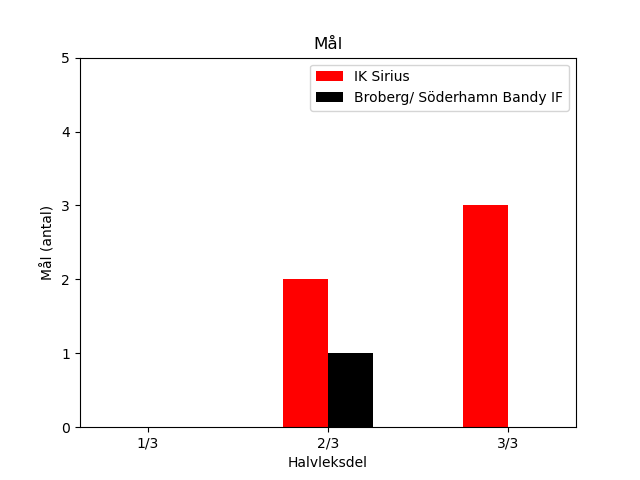 Mål
IK Sirius
Broberg/ Söderhamn Bandy IF
Mål (antal)
5
4
3
2
1
0
1/3
2/3
3/3
Halvleksdel